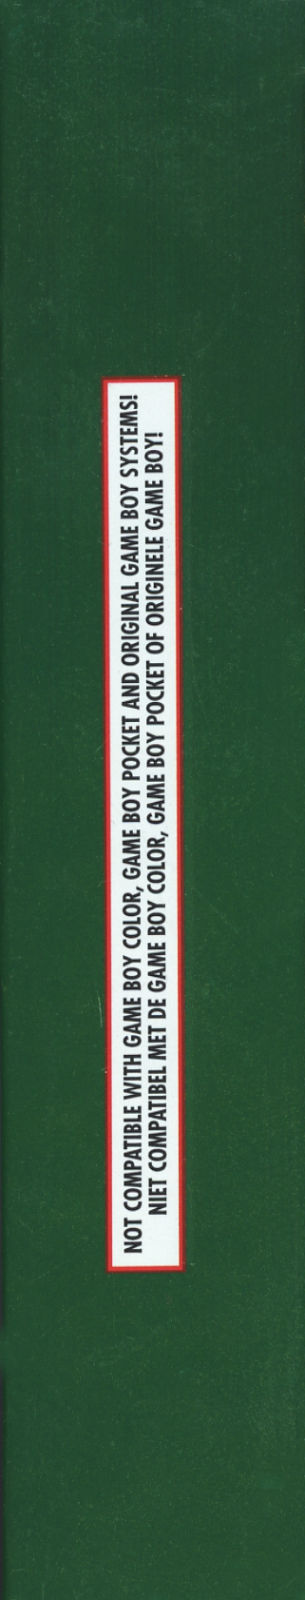 NOT COMPATIBLE WITH GAME BOY COLOR, GAME BOY POCKET AND ORIGINAL GAME BOY SYSTEMS!
NIET COMPATIBEL MET DE GAME BOY COLOR, GAME BOY POCKET OF ORIGINELE GAME BOY!